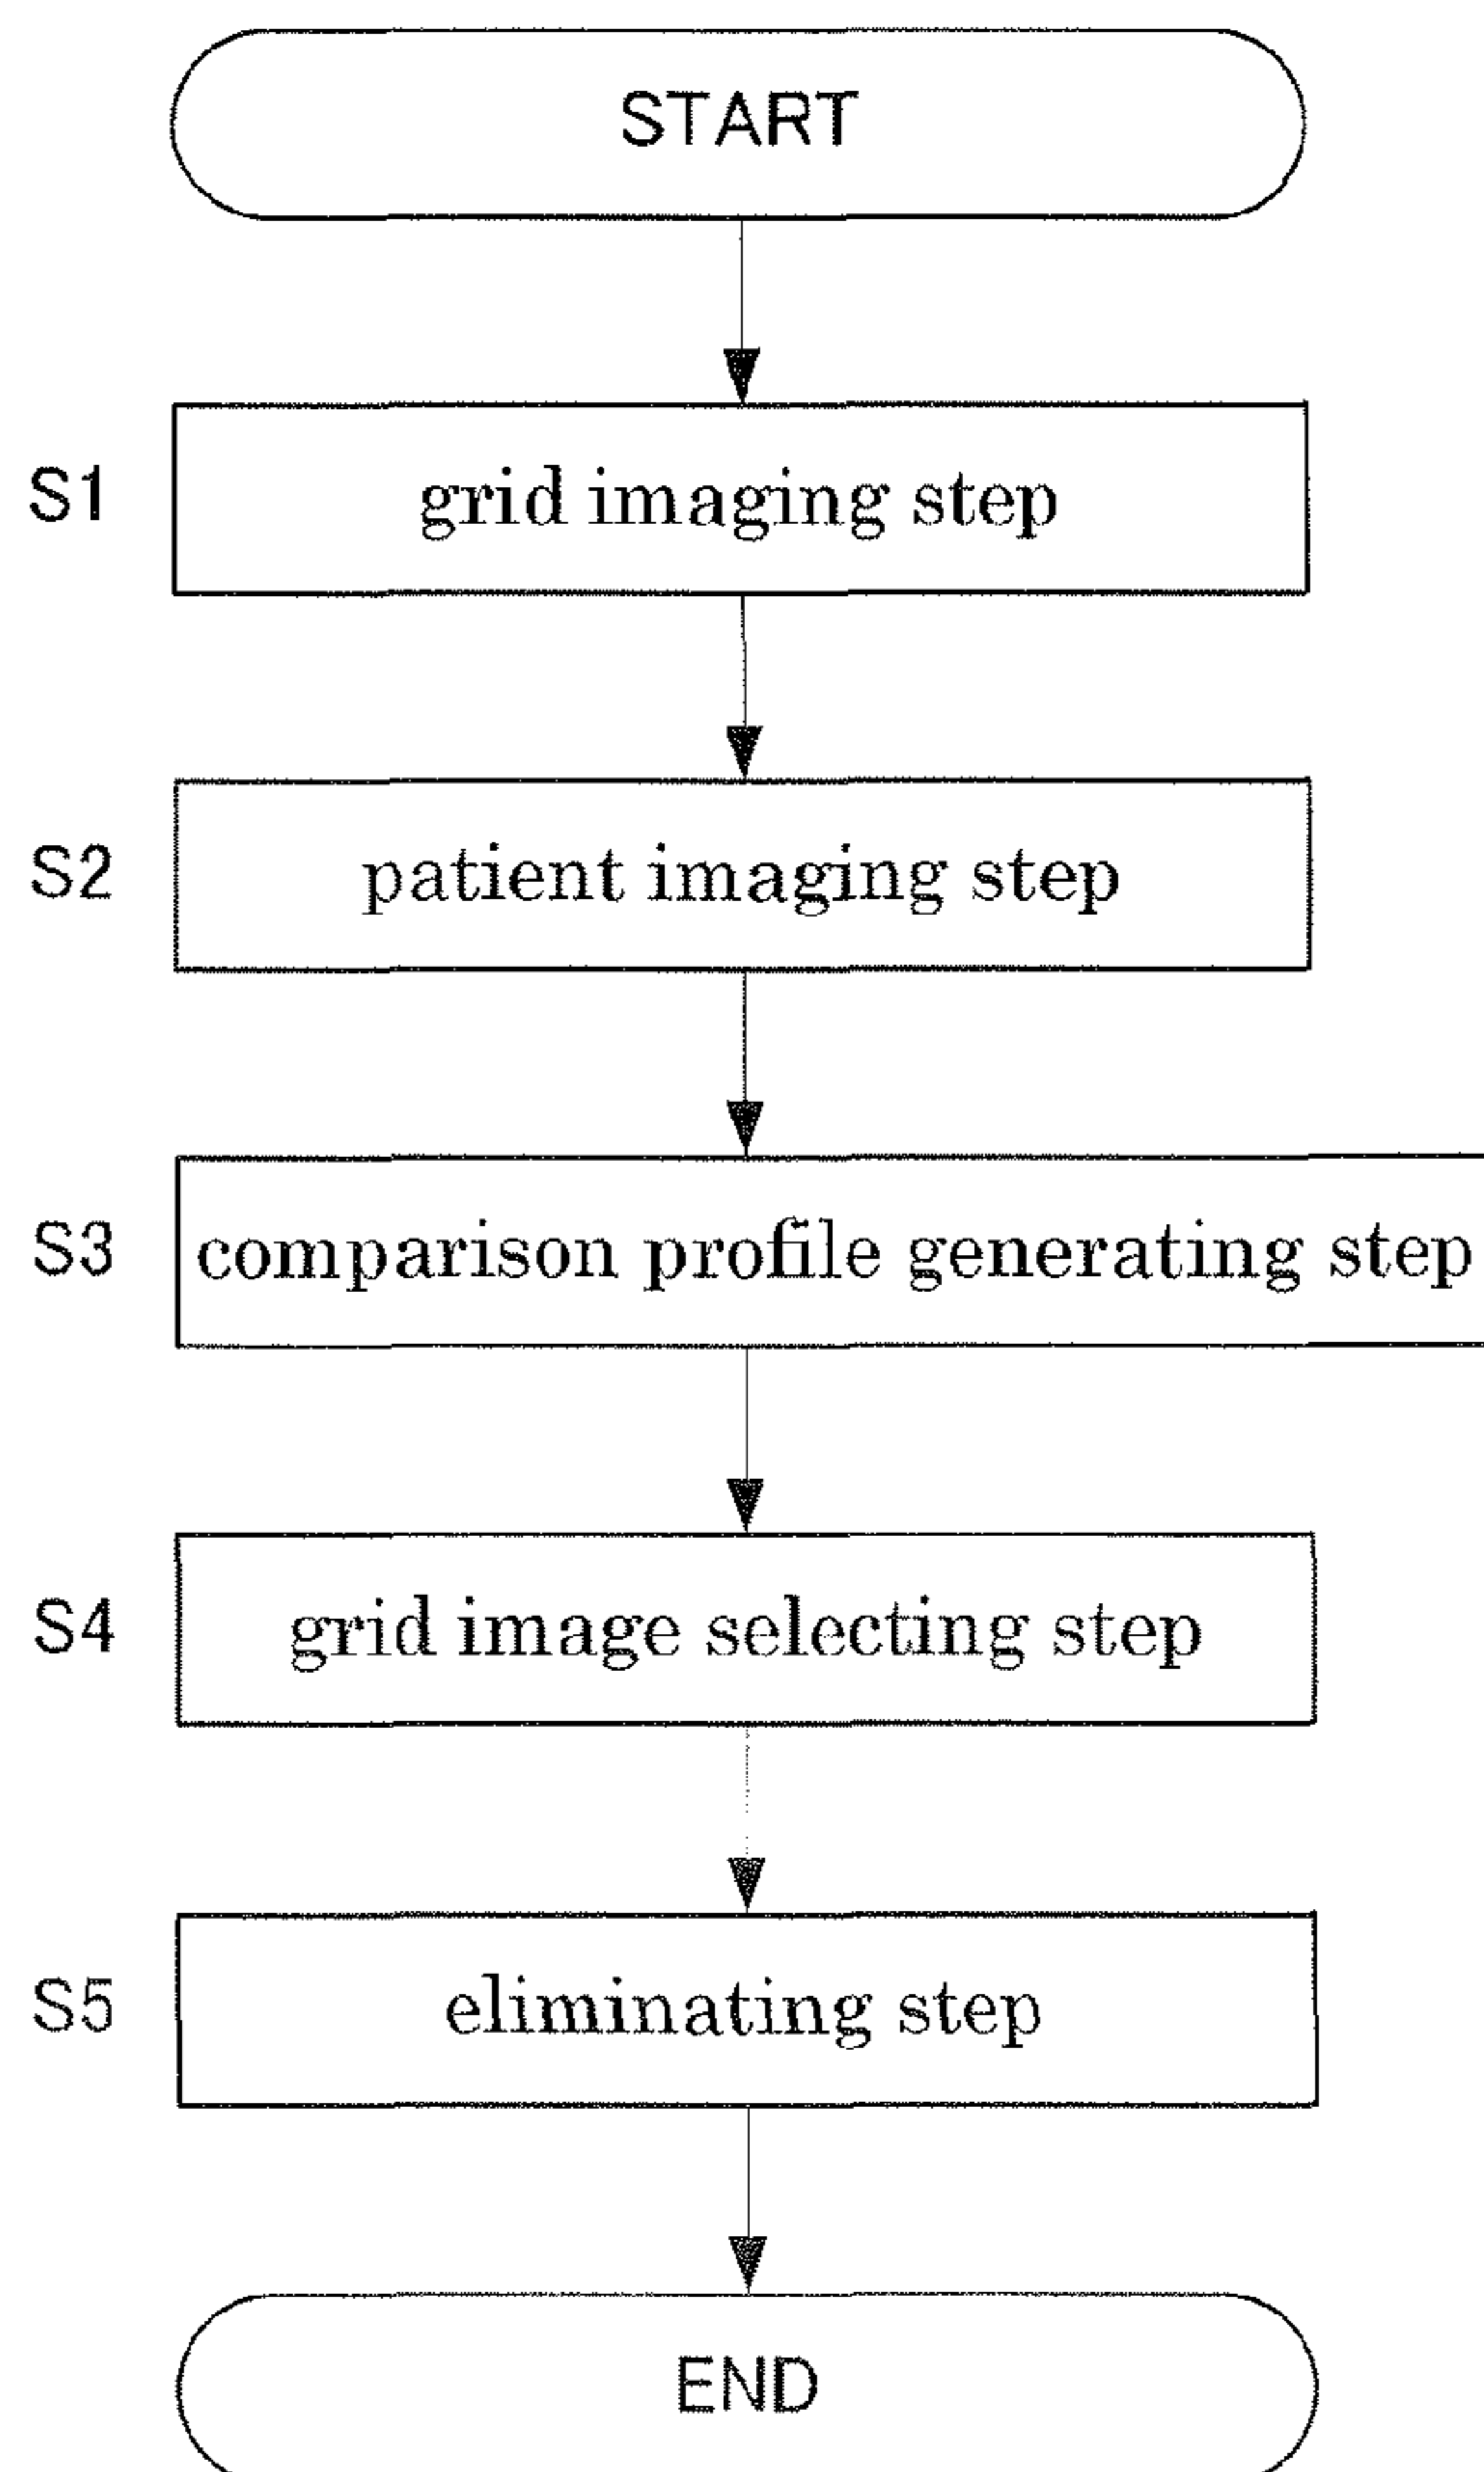 START
S1 grid imaging step
S2 patient imaging step
S3 comparison profile generating step
S4 grid image selecting step
S5 eliminating step
END